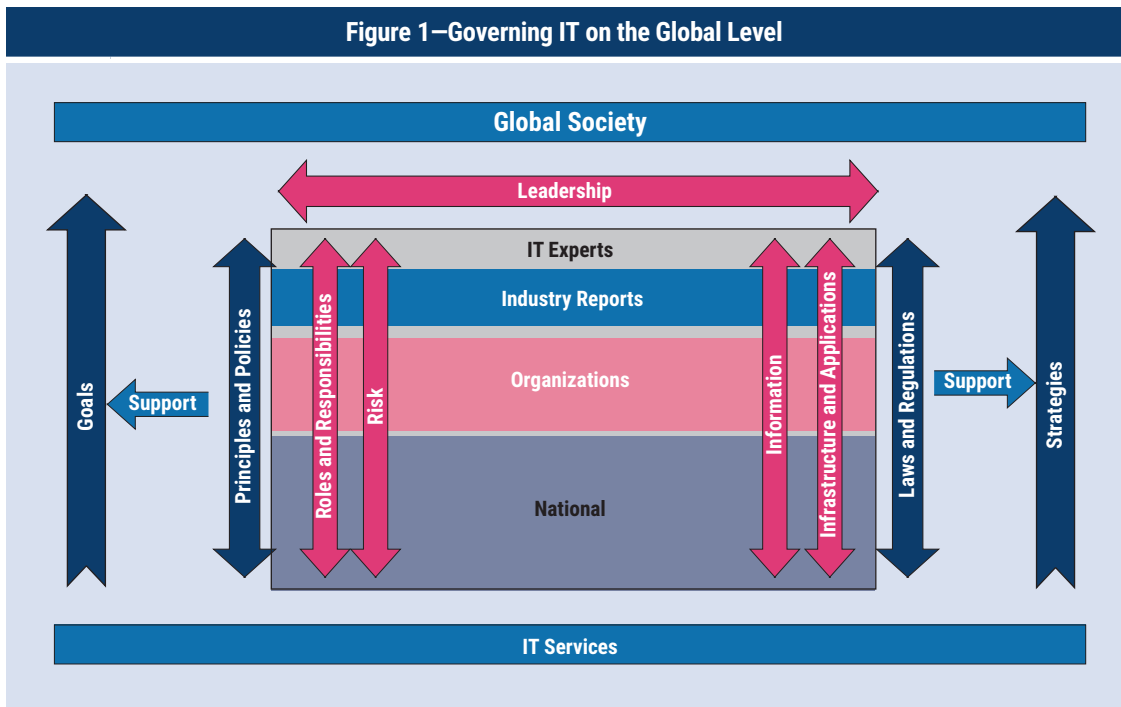 Figure 1—Governing IT on the Global Level
Global Society
Leadership
IT Experts
Industry Reports
Organizations
National
Goals
Support
Principles and Policies
Roles and Responsibilities
Risk
Information
Infrastructure and Applications
Laws and Regulations
Support
Strategies
IT Services